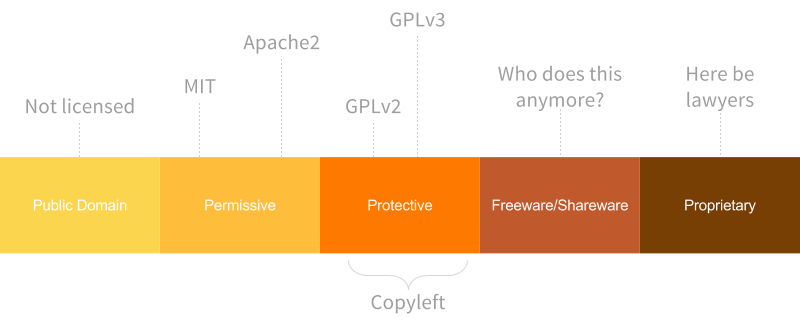 GPLv3
Apache2
Who does this
anymore?
Here be
lawyers
MIT
Not licensed
GPLv2
Public Domain
Permissive
Protective
Freeware/Shareware
Proprietary
Copyleft